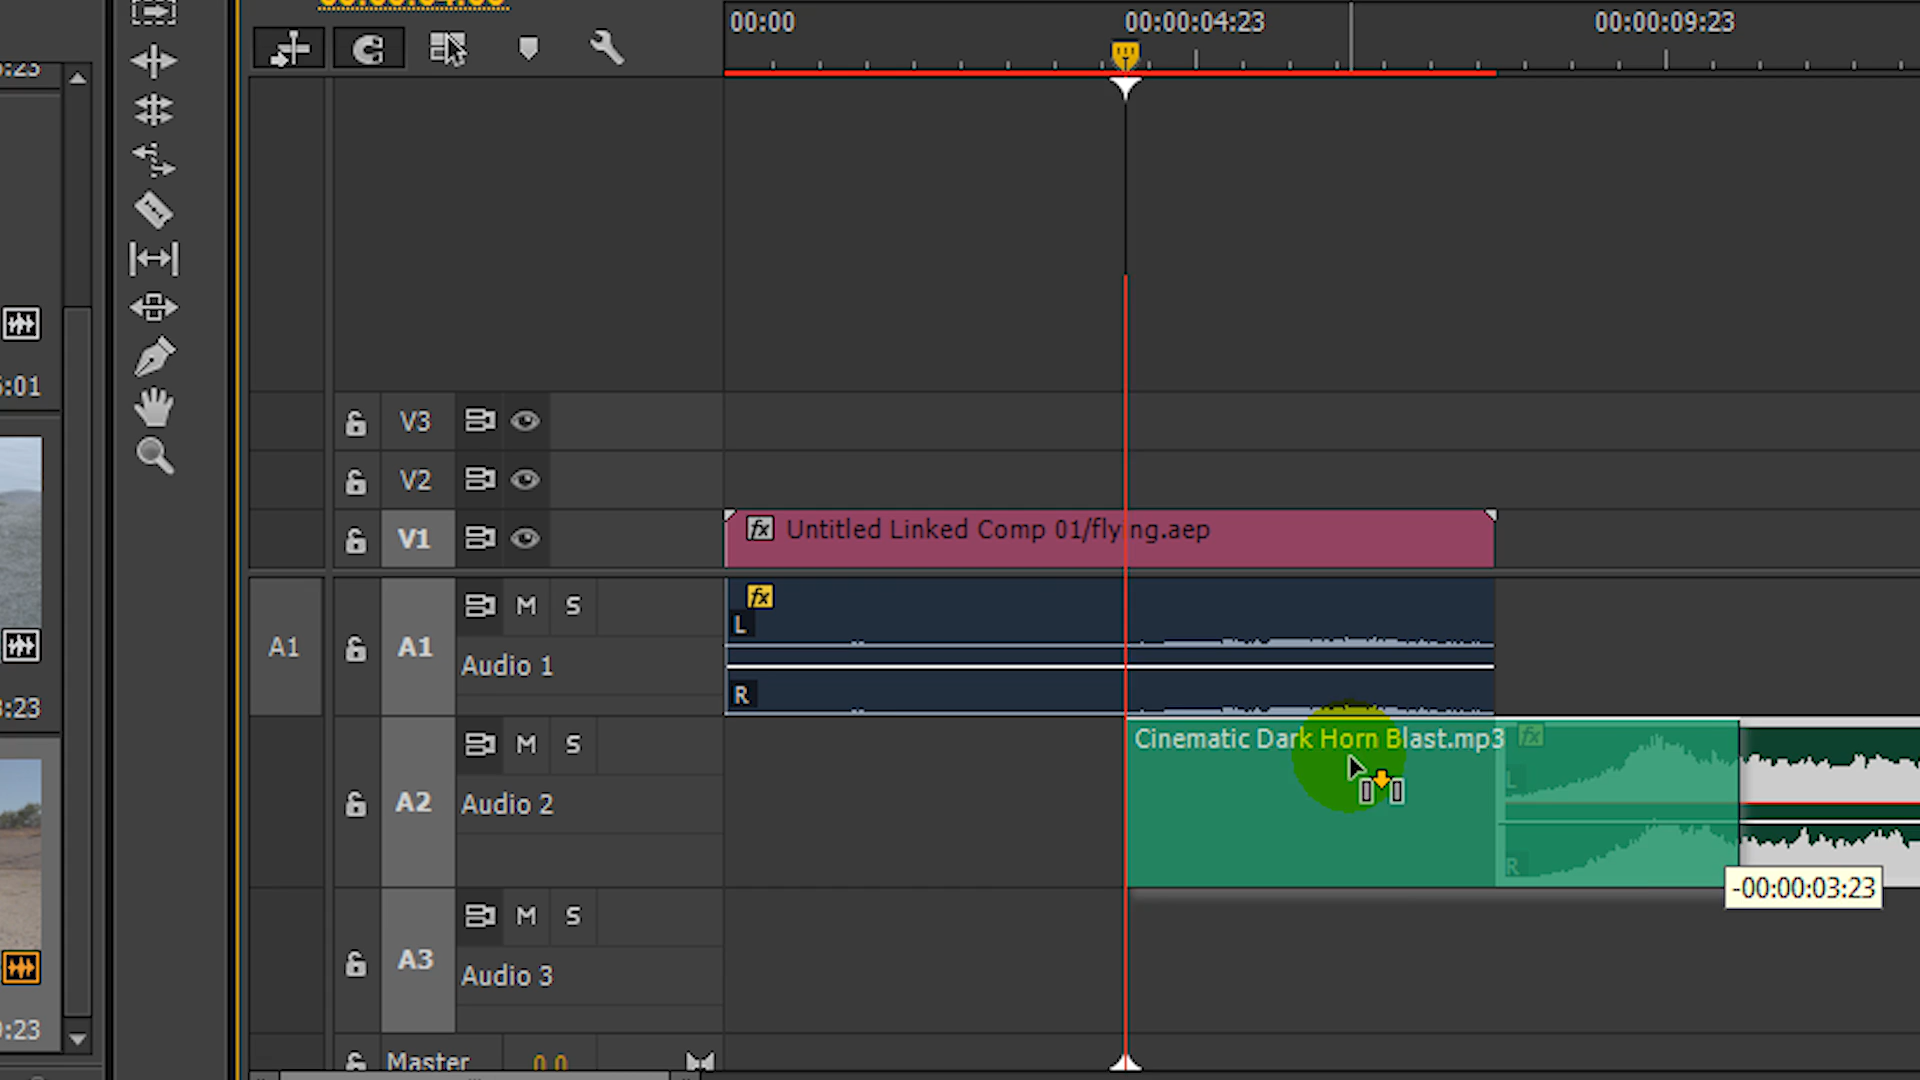 00:00
00:00:04:23
00:00:09:23
:23
V3
5:01
V2
V1
fx
Untitled Linked Comp 01/flying.aep
A1
A1
M
S
Audio 1
fx
L
R
:23
A2
M
S
Audio 2
Cinematic Dark Horn Blast.mp3
fx
L
R
-00:00:03:23
A3
M
S
Audio 3
:23
Master
0.0